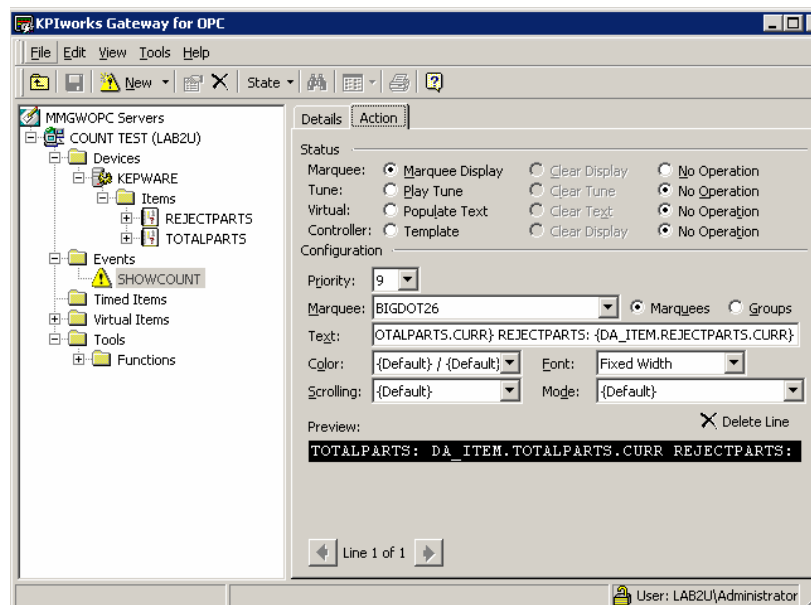 KPIworks Gateway for OPC
File Edit View Tools Help
New State
MMGWOPC Servers
COUNT TEST (LAB2U)
Devices
KEPWARE
Items
REJECTPARTS
TOTALPARTS
Events
SHOWCOUNT
Timed Items
Virtual Items
Tools
Functions
Details Action
Status
Marquee: Marquee Display Clear Display No Operation
Tune: Play Tune Clear Tune No Operation
Virtual: Populate Text Clear Text No Operation
Controller: Template Clear Display No Operation
Configuration
Priority: 9
Marquee: BIGDOT26 Marquees Groups
Text: OTALPARTS.CURR} REJECTPARTS: {DA_ITEM.REJECTPARTS.CURR}
Color: {Default} / {Default} Font: Fixed Width
Scrolling: {Default} Mode: {Default}
Preview: Delete Line
TOTALPARTS: DA_ITEM.TOTALPARTS.CURR REJECTPARTS:
Line 1 of 1
User: LAB2U\Administrator